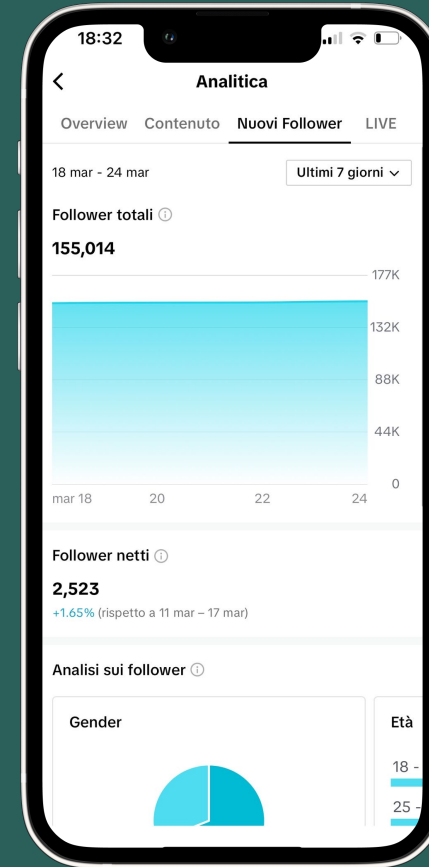 18:32
Analitica
Overview Contenuto Nuovi Follower LIVE
18 mar - 24 mar
Ultimi 7 giorni
Follower totali
155,014
177K
132K
88K
44K
0
mar 18 20 22 24
Follower netti
2,523
+1.65% (rispetto a 11 mar – 17 mar)
Analisi sui follower
Gender
Età
18 -
25 -